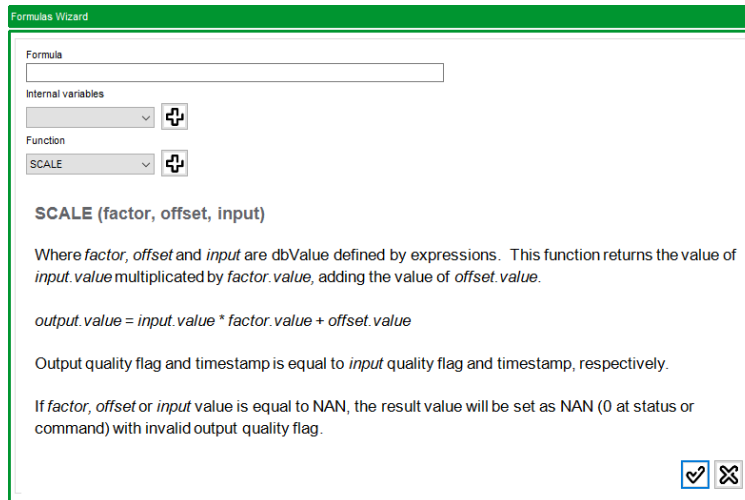 Formulas Wizard
Formula
Internal variables
Function
SCALE
SCALE (factor, offset, input)
Where factor, offset and input are dbValue defined by expressions. This function returns the value of
input.value multiplicated by factor.value, adding the value of offset.value.
output.value = input.value * factor.value + offset.value
Output quality flag and timestamp is equal to input quality flag and timestamp, respectively.
If factor, offset or input value is equal to NAN, the result value will be set as NAN (0 at status or
command) with invalid output quality flag.